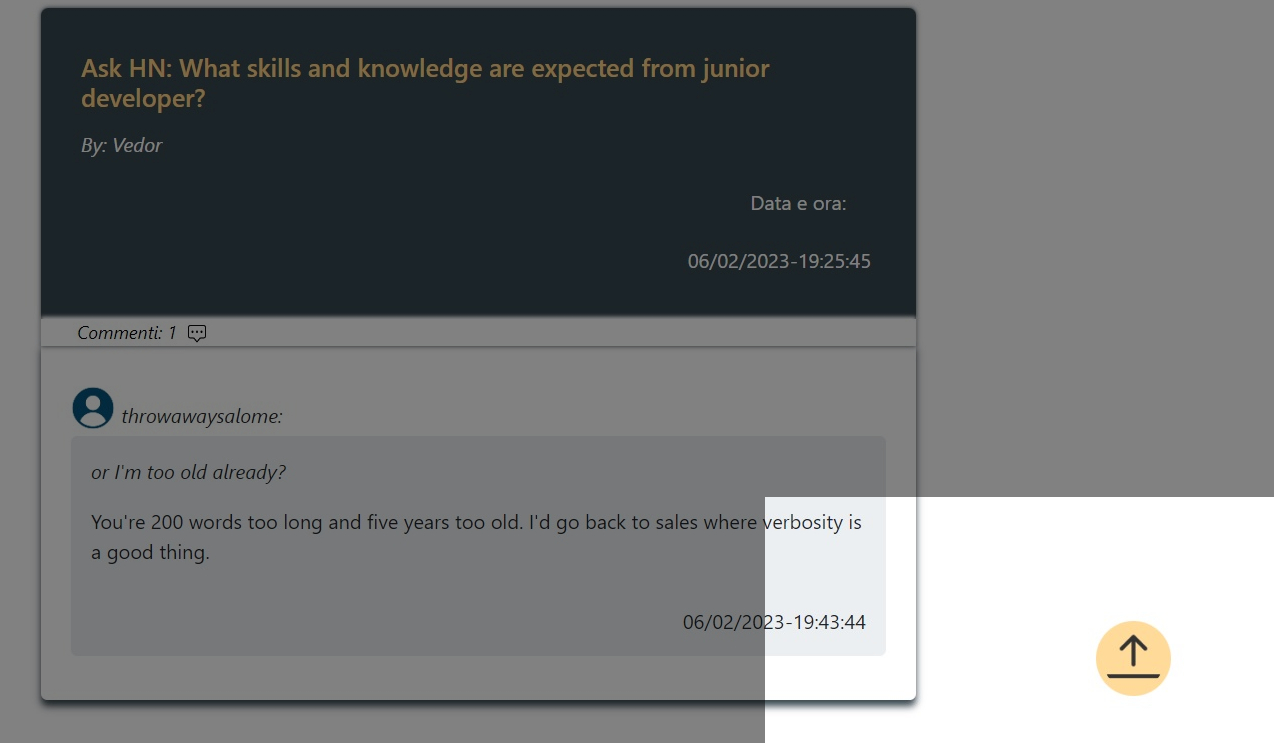 Ask HN: What skills and knowledge are expected from junior
developer?
By: Vedor
Data e ora:
06/02/2023-19:25:45
Commenti: 1
throwawaysalome:
or I'm too old already?
You're 200 words too long and five years too old. I'd go back to sales where verbosity is
a good thing.
06/02/2023-19:43:44